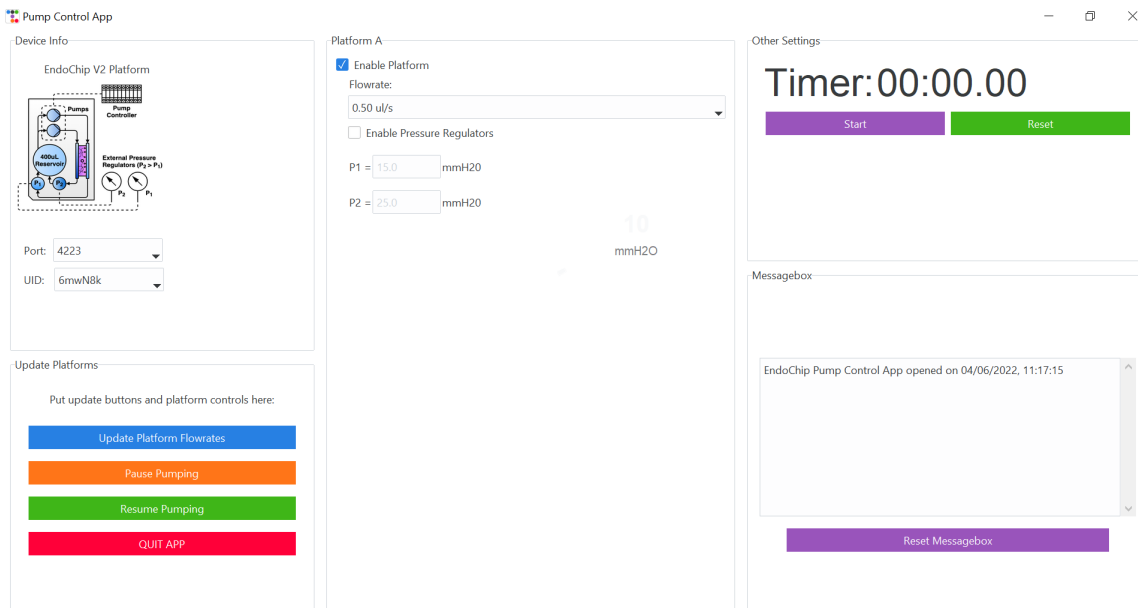 Pump Control App
Device Info
EndoChip V2 Platform
Pumps
Pump
Controller
400uL
Reservoir
External Pressure
Regulators (P₂ > P₁)
P₁
P₂
P₂
P₁
Port:
4223
UID:
6mwN8k
Update Platforms
Put update buttons and platform controls here:
Update Platform Flowrates
Pause Pumping
Resume Pumping
QUIT APP
Platform A
Enable Platform
Flowrate:
0.50 ul/s
Enable Pressure Regulators
P1 = 15.0 mmH20
P2 = 25.0 mmH20
10
mmH2O
Other Settings
Timer:00:00.00
Start
Reset
Messagebox
EndoChip Pump Control App opened on 04/06/2022, 11:17:15
Reset Messagebox